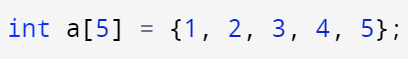 int a[5] = {1, 2, 3, 4, 5};